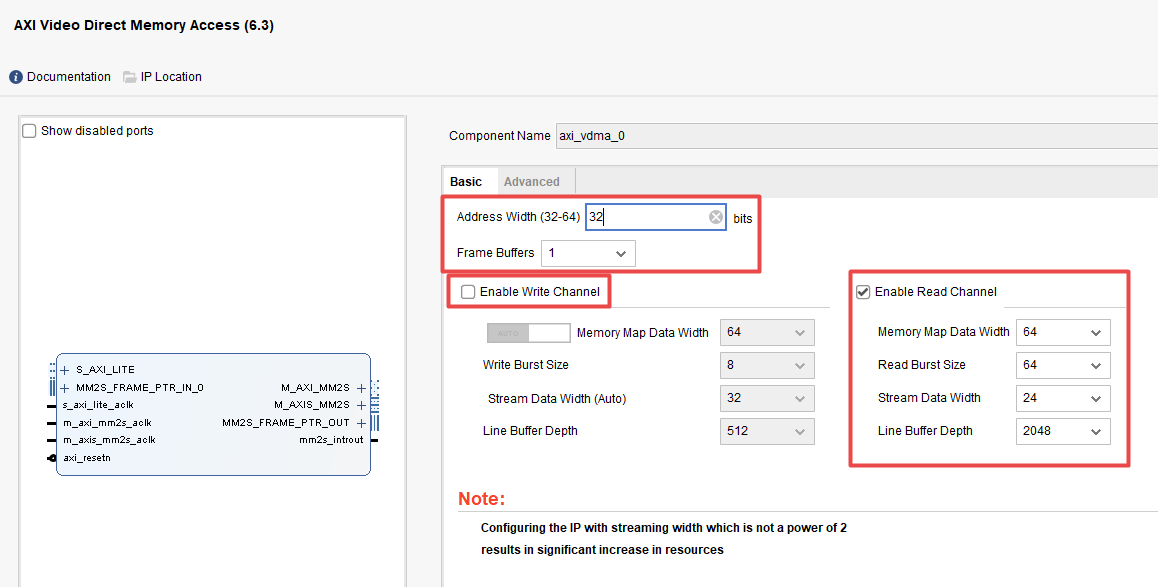 AXI Video Direct Memory Access (6.3)
Documentation IP Location
Show disabled ports
S_AXI_LITE
MM2S_FRAME_PTR_IN_0
s_axi_lite_aclk
m_axi_mm2s_aclk
m_axis_mm2s_aclk
axi_resetn
M_AXI_MM2S
M_AXIS_MM2S
MM2S_FRAME_PTR_OUT
mm2s_introut
Component Name axi_vdma_0
Basic Advanced
Address Width (32-64) 32 bits
Frame Buffers 1
Enable Write Channel
AUTO Memory Map Data Width 64
Write Burst Size 8
Stream Data Width (Auto) 32
Line Buffer Depth 512
Enable Read Channel
Memory Map Data Width 64
Read Burst Size 64
Stream Data Width 24
Line Buffer Depth 2048
Note:
Configuring the IP with streaming width which is not a power of 2
results in significant increase in resources